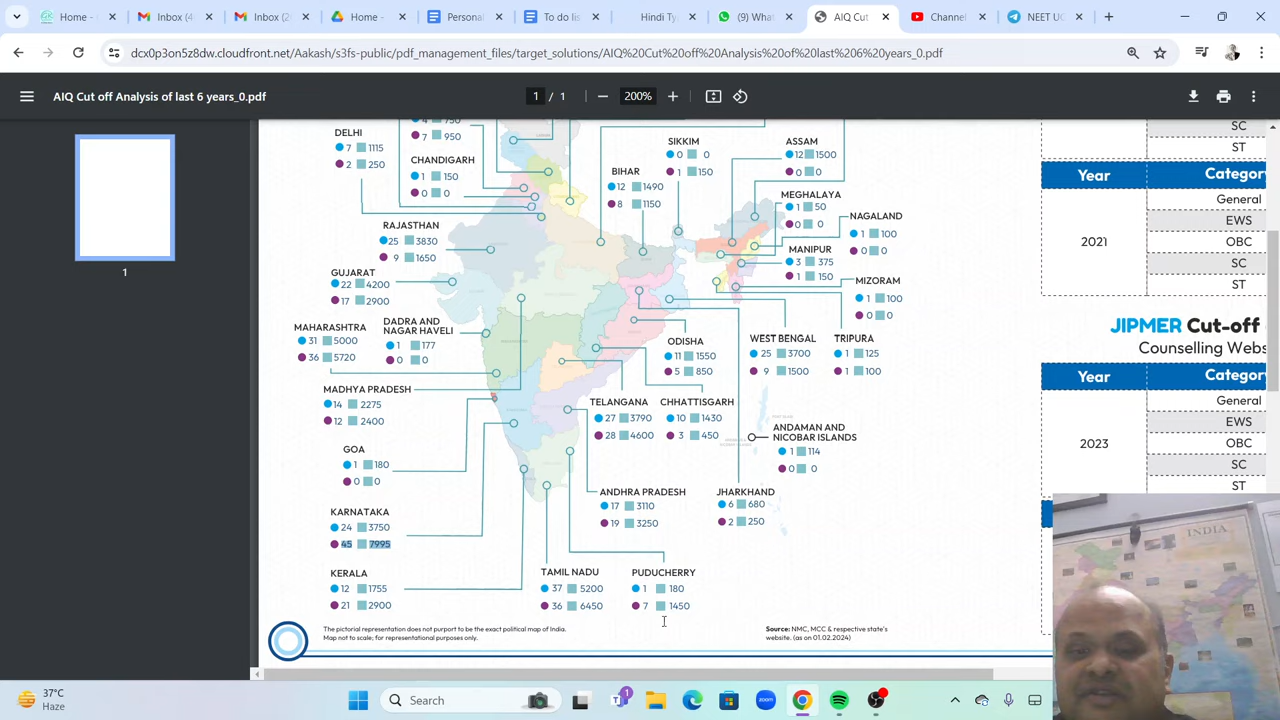 Home -
Inbox (4
Inbox (2
Home -
Personal
To do lis
Hindi Ty
(9) What
AIQ Cut
Channel
NEET UC
dcx0p3on5z8dw.cloudfront.net/Aakash/s3fs-public/pdf_management_files/target_solutions/AIQ%20Cut%20off%20Analysis%20of%20last%206%20years_0.pdf
AIQ Cut off Analysis of last 6 years_0.pdf
1 / 1
200%
1
4 750
7 950
DELHI
7 1115
2 250
CHANDIGARH
1 150
0 0
RAJASTHAN
25 3830
9 1650
GUJARAT
22 4200
17 2900
MAHARASHTRA
31 5000
36 5720
DADRA AND
NAGAR HAVELI
1 177
0 0
MADHYA PRADESH
14 2275
12 2400
GOA
1 180
0 0
KARNATAKA
24 3750
45 7995
KERALA
12 1755
21 2900
BIHAR
12 1490
8 1150
SIKKIM
0 0
1 150
ASSAM
12 1500
0 0
MEGHALAYA
1 50
0 0
NAGALAND
1 100
0 0
MANIPUR
3 375
1 150
MIZORAM
1 100
0 0
ODISHA
11 1550
5 850
WEST BENGAL
25 3700
9 1500
TRIPURA
1 125
1 100
TELANGANA
27 3790
28 4600
CHHATTISGARH
10 1430
3 450
ANDAMAN AND
NICOBAR ISLANDS
1 114
0 0
ANDHRA PRADESH
17 3110
19 3250
JHARKHAND
6 680
2 250
TAMIL NADU
37 5200
36 6450
PUDUCHERRY
1 180
7 1450
The pictorial representation does not purport to be the exact political map of India.
Map not to scale; for representational purposes only.
Source: NMC, MCC & respective state's
website. (as on 01.02.2024)
SC
ST
Year Categor
General
EWS
2021 OBC
SC
ST
JIPMER Cut-off
Counselling Webs
Year Categor
General
EWS
2023 OBC
SC
ST
INDIA
37°C
Haze
Search
1
zoom